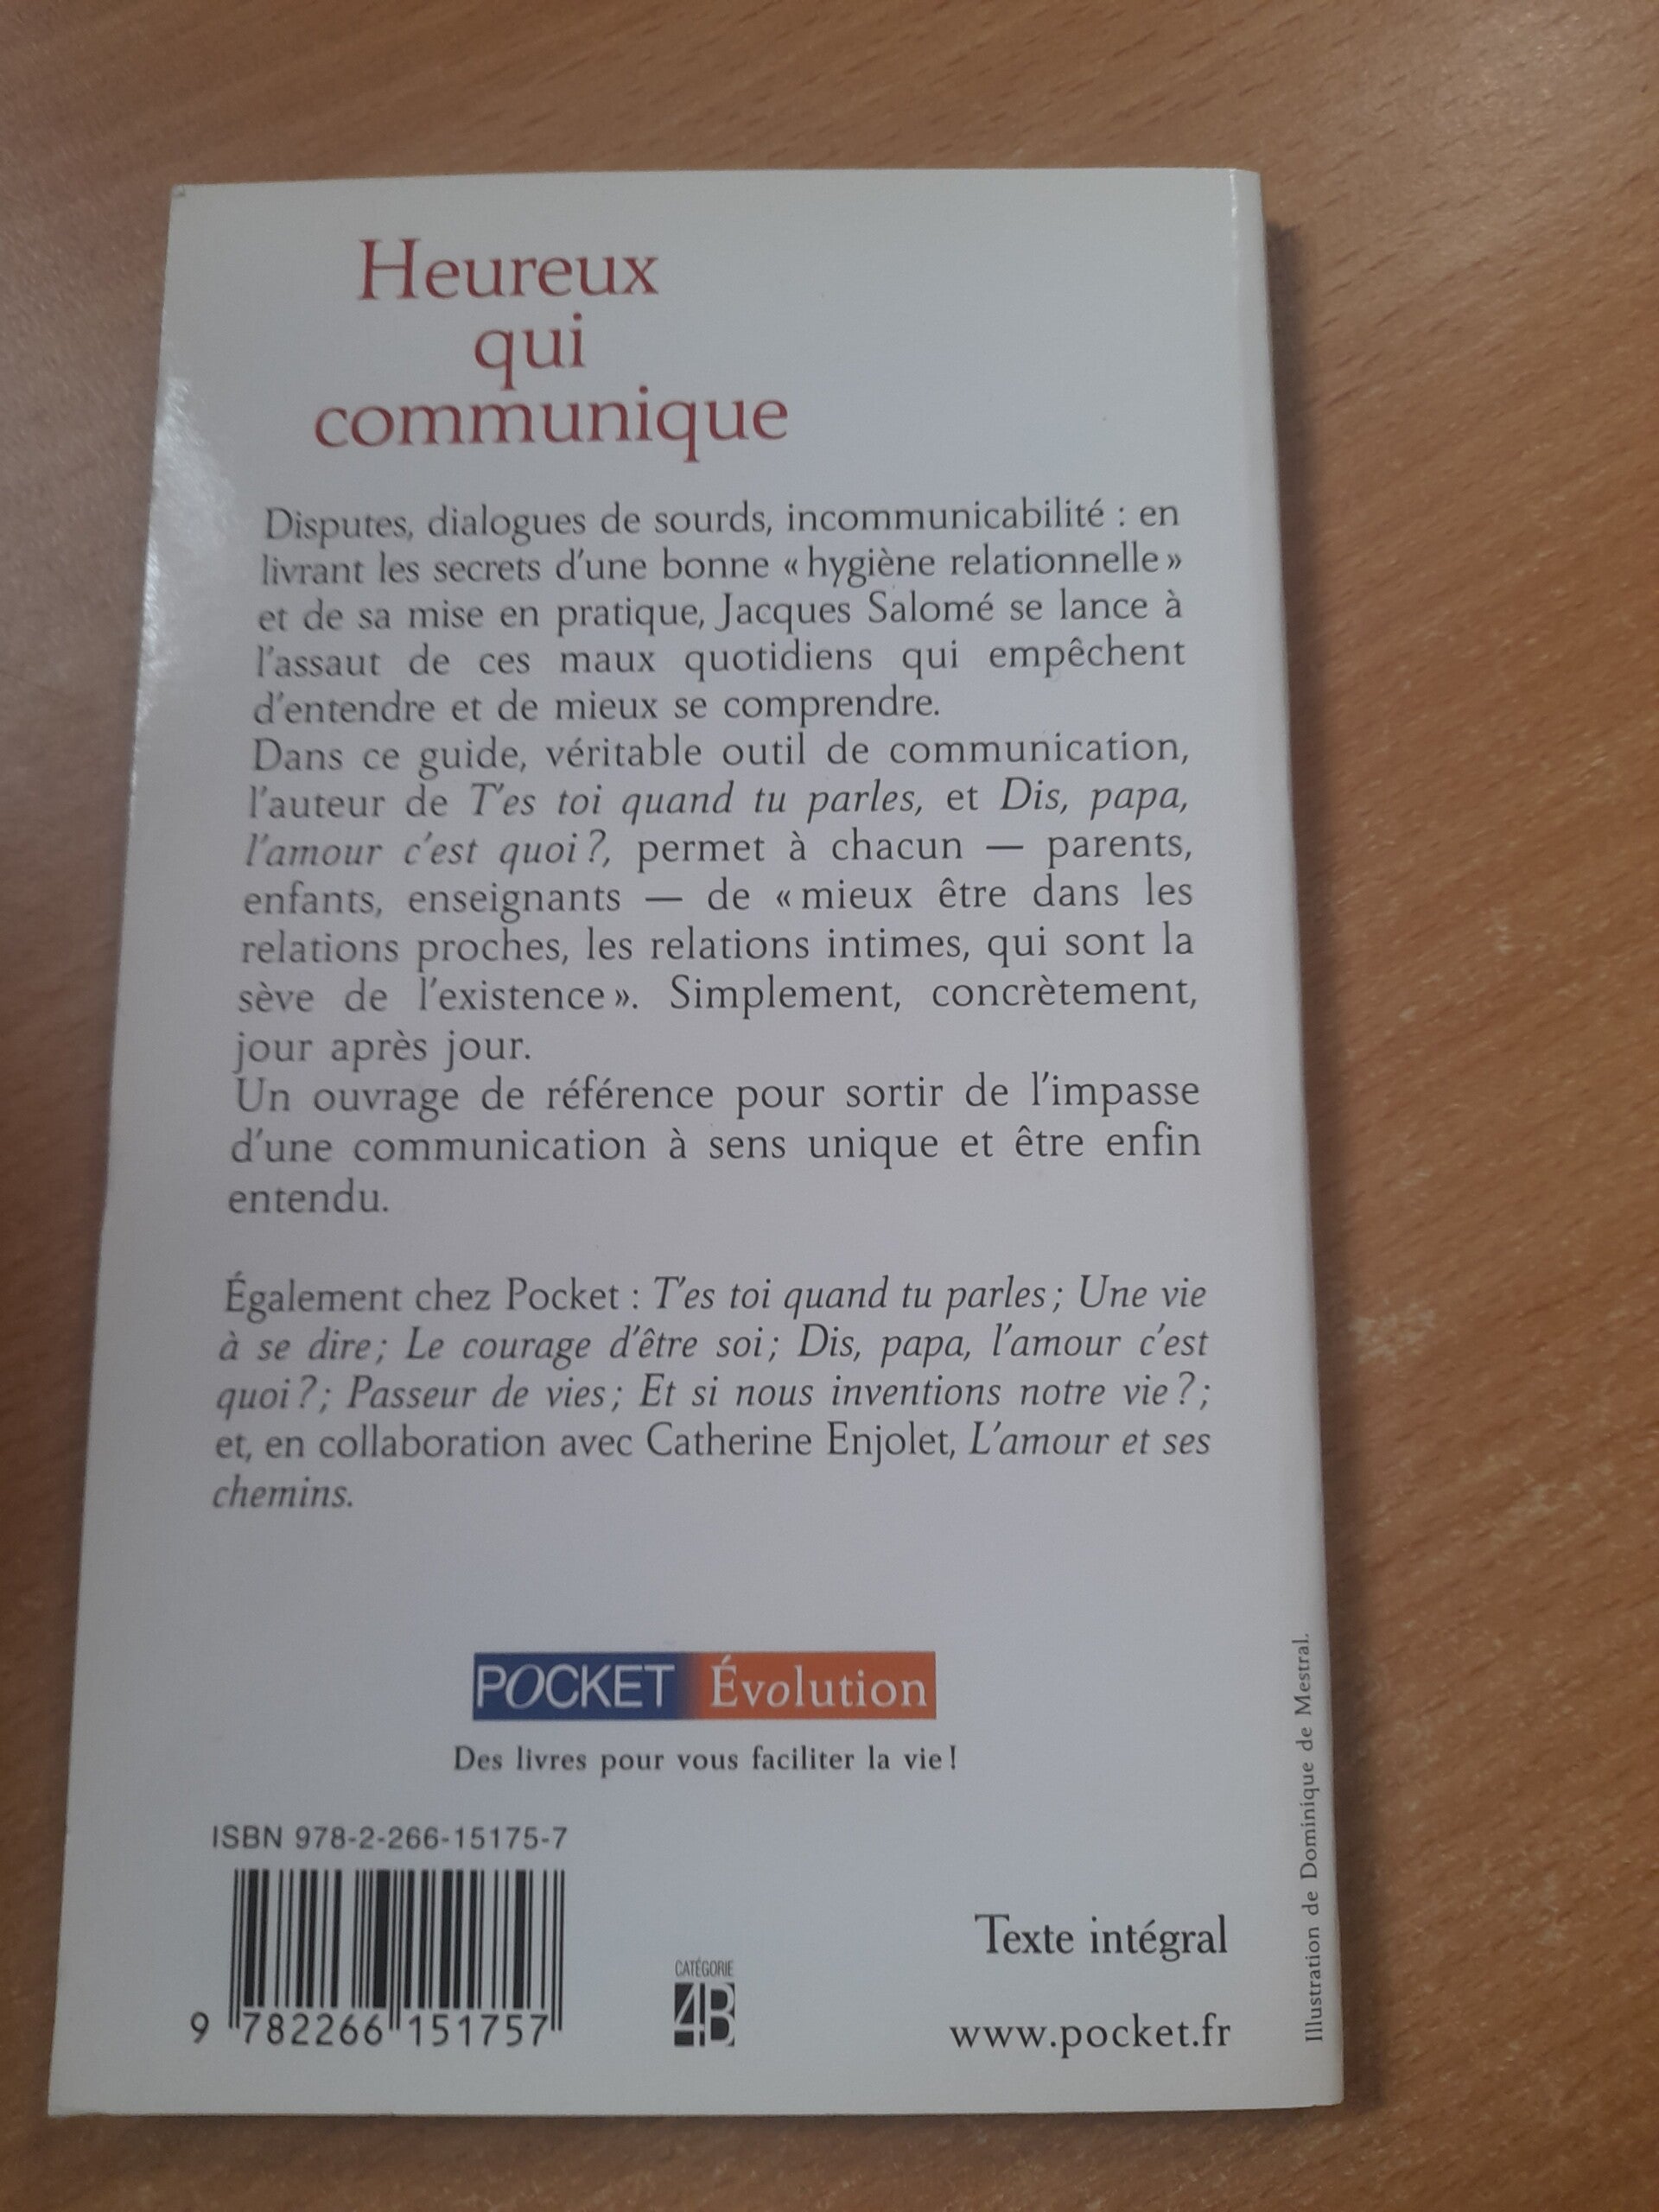 Heureux
qui
communique
Disputes, dialogues de sourds, incommunicabilité : en
livrant les secrets d'une bonne « hygiène relationnelle »
et de sa mise en pratique, Jacques Salomé se lance à
l'assaut de ces maux quotidiens qui empêchent
d'entendre et de mieux se comprendre.
Dans ce guide, véritable outil de communication,
l'auteur de T'es toi quand tu parles, et Dis, papa,
l'amour c'est quoi ?, permet à chacun — parents,
enfants, enseignants — de « mieux être dans les
relations proches, les relations intimes, qui sont la
sève de l'existence ». Simplement, concrètement,
jour après jour.
Un ouvrage de référence pour sortir de l'impasse
d'une communication à sens unique et être enfin
entendu.
Également chez Pocket : T'es toi quand tu parles ; Une vie
à se dire ; Le courage d'être soi ; Dis, papa, l'amour c'est
quoi ? ; Passeur de vies ; Et si nous inventions notre vie ? ;
et, en collaboration avec Catherine Enjolet, L'amour et ses
chemins.
POCKET Évolution
Des livres pour vous faciliter la vie !
ISBN 978-2-266-15175-7
9 782266 151757
CATÉGORIE
4B
Texte intégral
www.pocket.fr
Illustration de Dominique de Mestral.